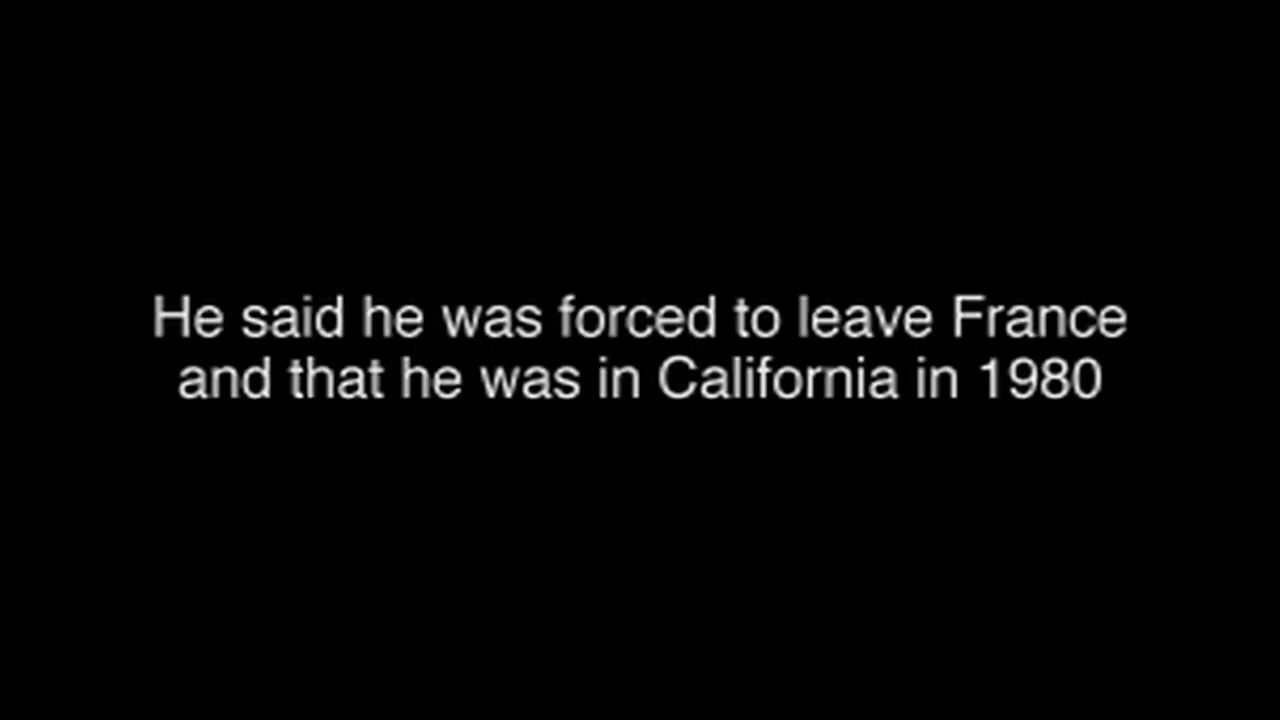 He said he was forced to leave France
and that he was in California in 1980